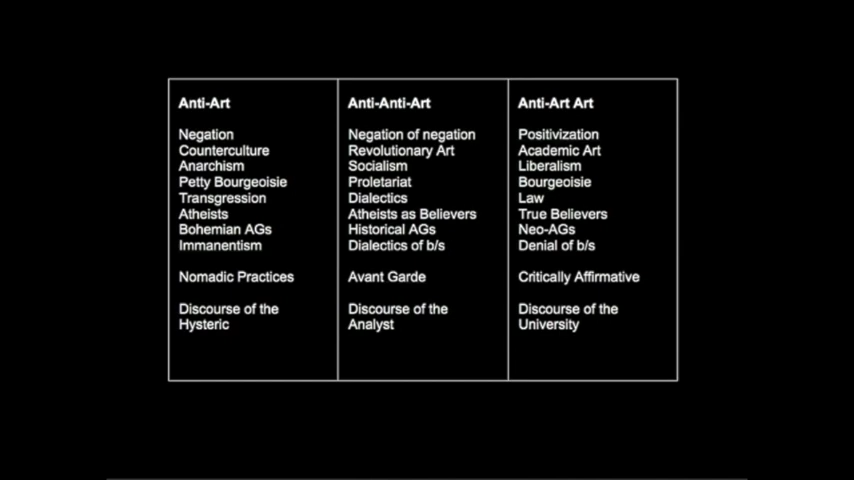 Anti-Art
Negation
Counterculture
Anarchism
Petty Bourgeoisie
Transgression
Atheists
Bohemian AGs
Immanentism
Nomadic Practices
Discourse of the
Hysteric
Anti-Anti-Art
Negation of negation
Revolutionary Art
Socialism
Proletariat
Dialectics
Atheists as Believers
Historical AGs
Dialectics of b/s
Avant Garde
Discourse of the
Analyst
Anti-Art Art
Positivization
Academic Art
Liberalism
Bourgeoisie
Law
True Believers
Neo-AGs
Denial of b/s
Critically Affirmative
Discourse of the
University